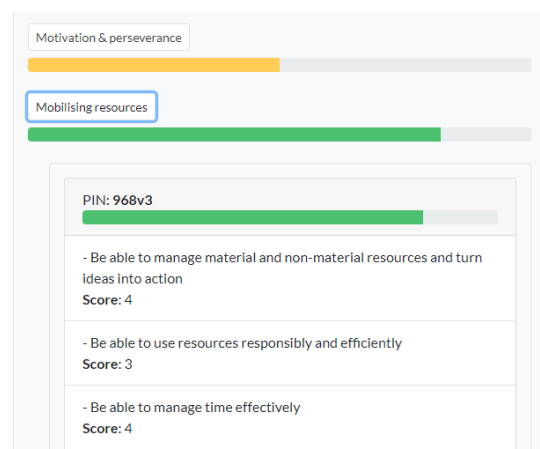 Motivation & perseverance
Mobilising resources
PIN: 968v3
- Be able to manage material and non-material resources and turn
ideas into action
Score: 4
- Be able to use resources responsibly and efficiently
Score: 3
- Be able to manage time effectively
Score: 4